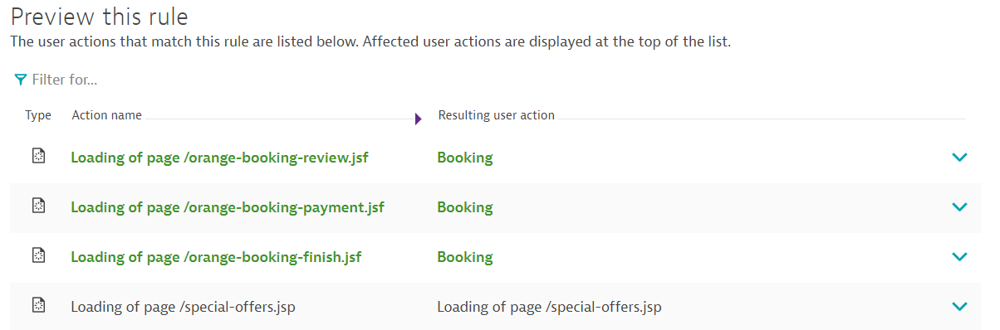 Preview this rule
The user actions that match this rule are listed below. Affected user actions are displayed at the top of the list.
Filter for...
Type Action name Resulting user action
Loading of page /orange-booking-review.jsf Booking
Loading of page /orange-booking-payment.jsf Booking
Loading of page /orange-booking-finish.jsf Booking
Loading of page /special-offers.jsp Loading of page /special-offers.jsp